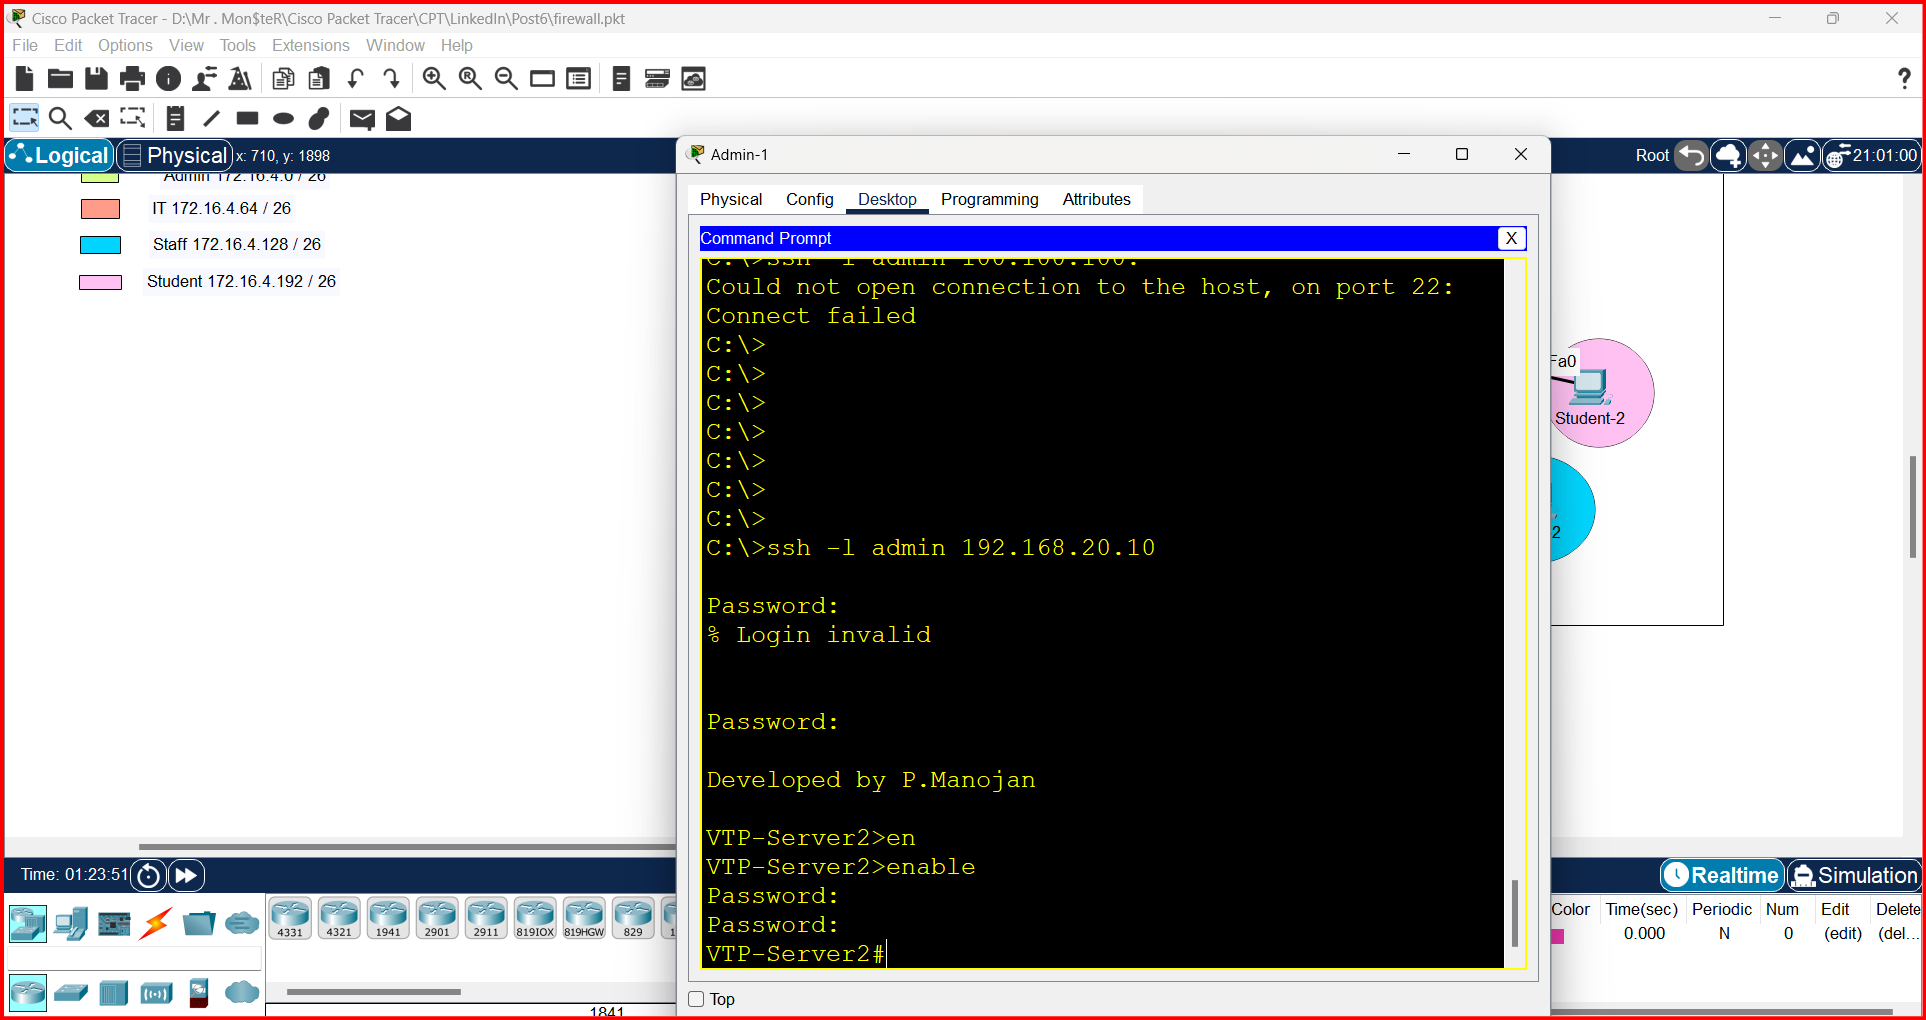 Cisco Packet Tracer - D:\Mr . Mon$teR\Cisco Packet Tracer\CPT\LinkedIn\Post6\firewall.pkt
File Edit Options View Tools Extensions Window Help
?
Logical Physical x: 710, y: 1898
Root 21:01:00
Admin 172.16.4.0 / 26
IT 172.16.4.64 / 26
Staff 172.16.4.128 / 26
Student 172.16.4.192 / 26
Admin-1
Physical Config Desktop Programming Attributes
Command Prompt X
C:\>ssh -l admin 100.100.100.
Could not open connection to the host, on port 22:
Connect failed
C:\>
C:\>
C:\>
C:\>
C:\>
C:\>
C:\>
C:\>ssh -l admin 192.168.20.10
Password:
% Login invalid
Password:
Developed by P.Manojan
VTP-Server2>en
VTP-Server2>enable
Password:
Password:
VTP-Server2#
Top
Fa0
Student-2
2
Time: 01:23:51
Realtime Simulation
4331 4321 1941 2901 2911 819IOX 819HGW 829 1
1841
Color Time(sec) Periodic Num Edit Delete
0.000 N 0 (edit) (del...